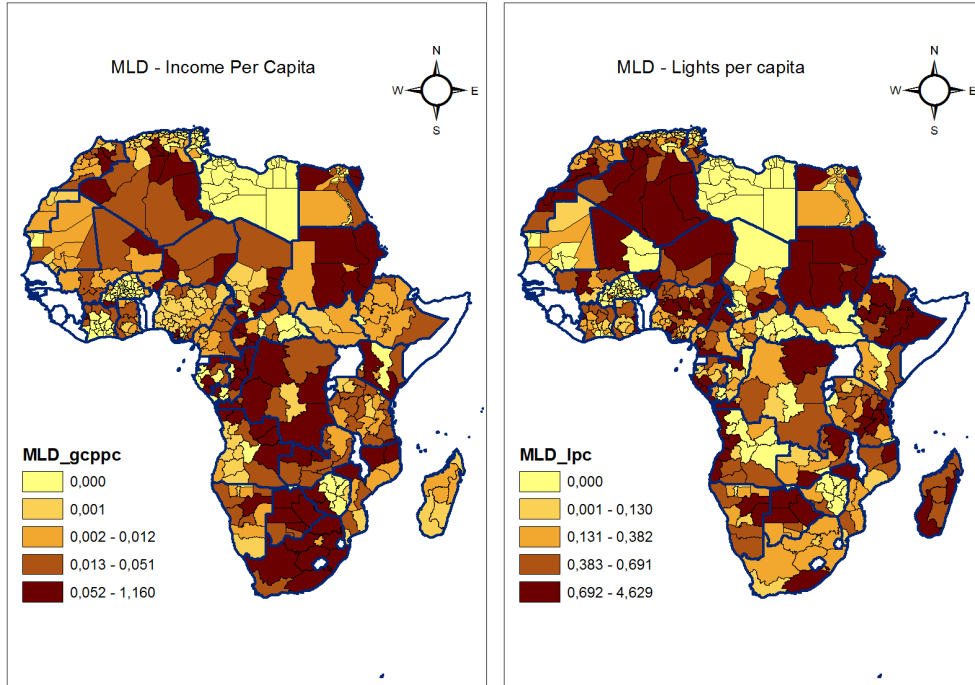 MLD - Income Per Capita
N
W
E
S
MLD_gcppc
0,000
0,001
0,002 - 0,012
0,013 - 0,051
0,052 - 1,160
MLD - Lights per capita
N
W
E
S
MLD_lpc
0,000
0,001 - 0,130
0,131 - 0,382
0,383 - 0,691
0,692 - 4,629